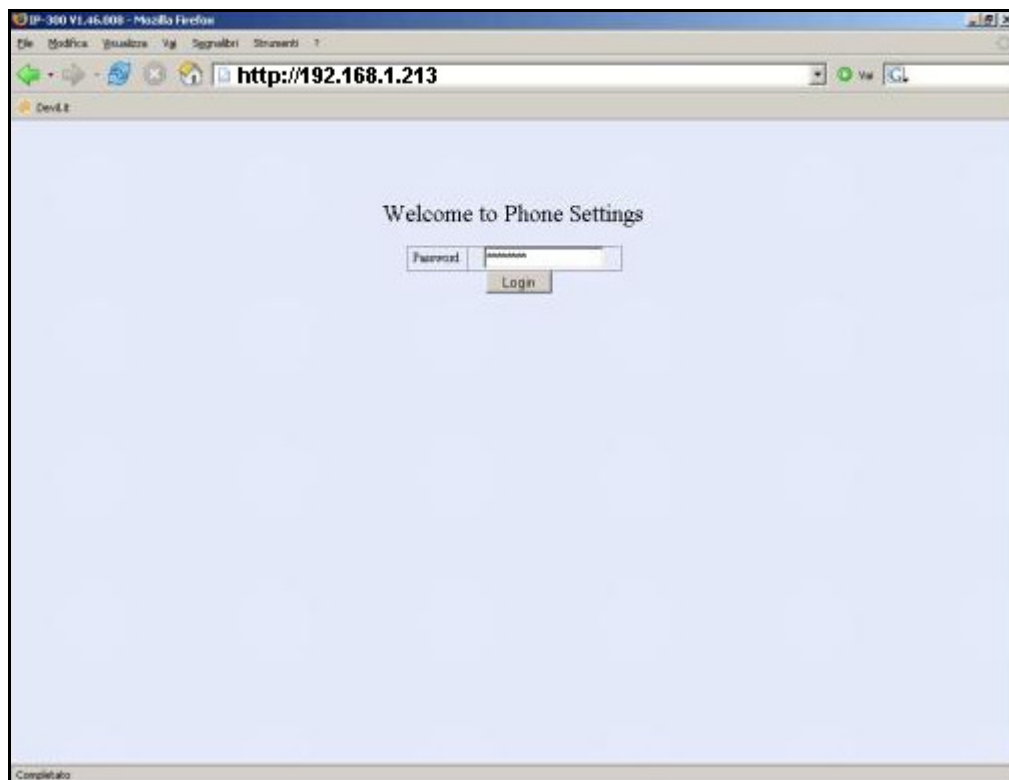 IP-300 V1.46.008 - Mozilla Firefox
File Modifica Visualizza Vai Segnalibri Strumenti ?
http://192.168.1.213 Vai
Devil.it
Welcome to Phone Settings
Password ********
Login
Completato